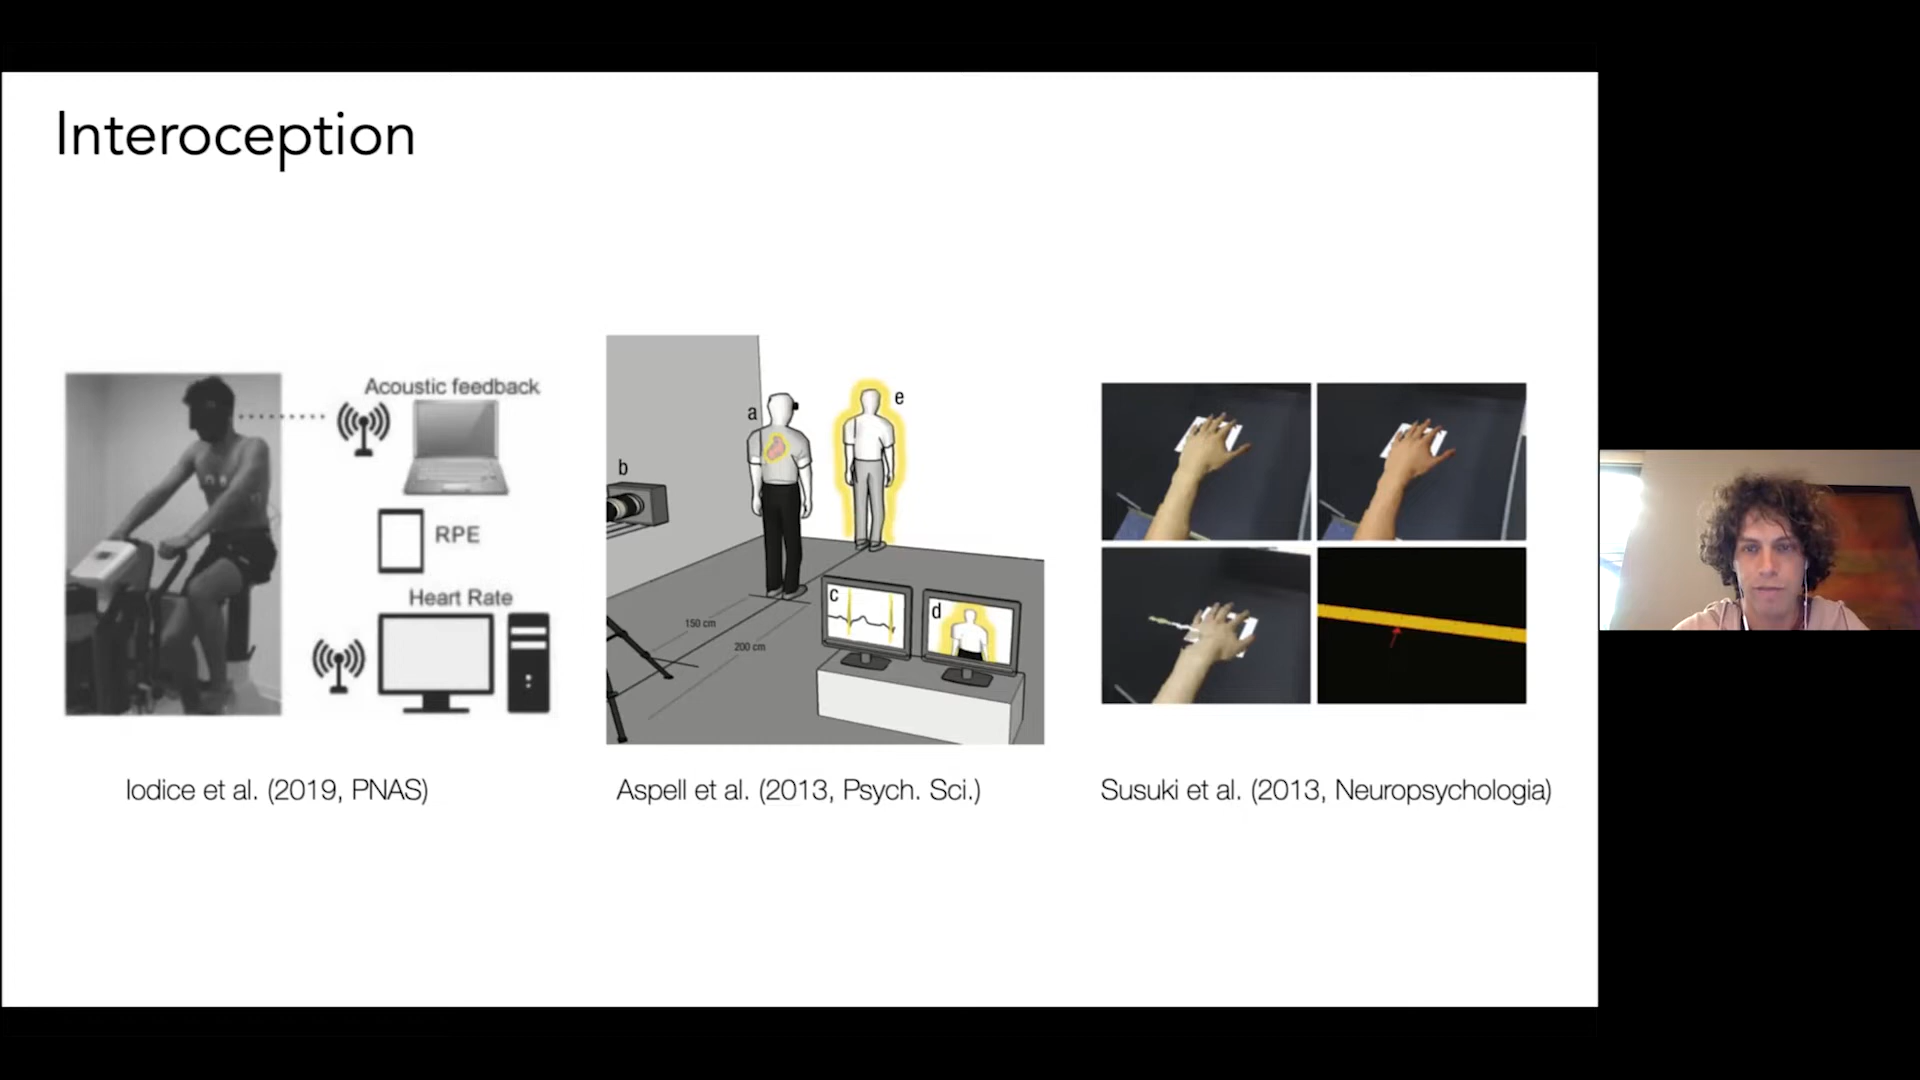 Interoception
Acoustic feedback
RPE
Heart Rate
a
b
c
d
e
150 cm
200 cm
Iodice et al. (2019, PNAS)
Aspell et al. (2013, Psych. Sci.)
Susuki et al. (2013, Neuropsychologia)